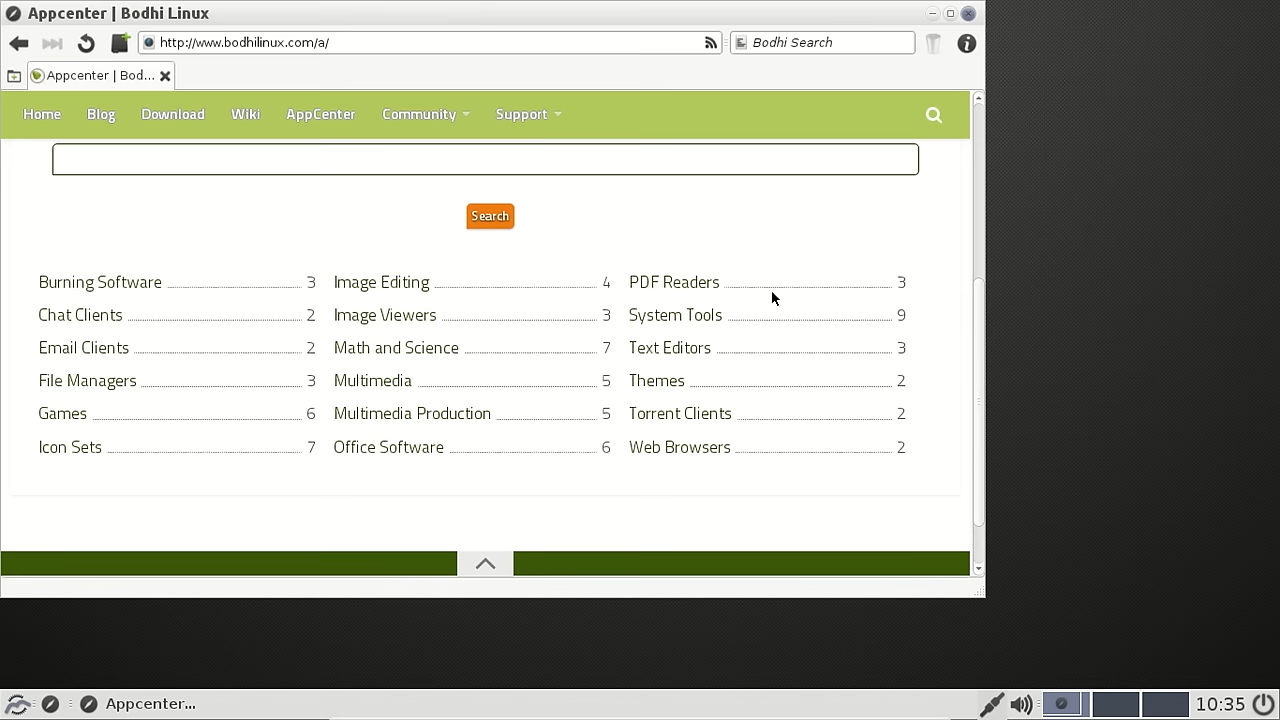 Appcenter | Bodhi Linux
http://www.bodhilinux.com/a/
Bodhi Search
Appcenter | Bod...
Home Blog Download Wiki AppCenter Community Support
Search
Burning Software 3 Image Editing 4 PDF Readers 3
Chat Clients 2 Image Viewers 3 System Tools 9
Email Clients 2 Math and Science 7 Text Editors 3
File Managers 3 Multimedia 5 Themes 2
Games 6 Multimedia Production 5 Torrent Clients 2
Icon Sets 7 Office Software 6 Web Browsers 2
Appcenter... 10:35